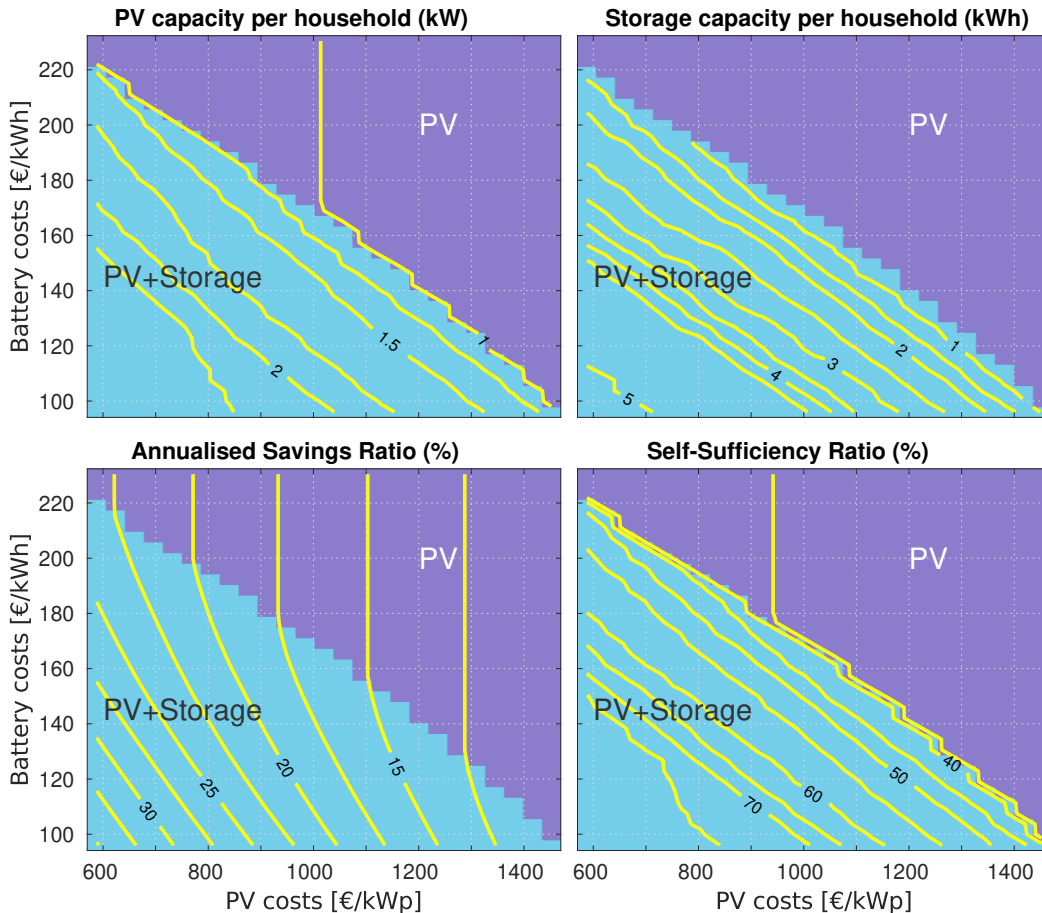 PV capacity per household (kW)
Storage capacity per household (kWh)
Battery costs [€/kWh]
220
200
180
160
140
120
100
PV
PV+Storage
1
1.5
2
PV
PV+Storage
1
2
3
4
5
Annualised Savings Ratio (%)
Self-Sufficiency Ratio (%)
Battery costs [€/kWh]
220
200
180
160
140
120
100
PV
PV+Storage
15
20
25
30
PV
PV+Storage
40
50
60
70
600 800 1000 1200 1400
600 800 1000 1200 1400
PV costs [€/kWp]
PV costs [€/kWp]